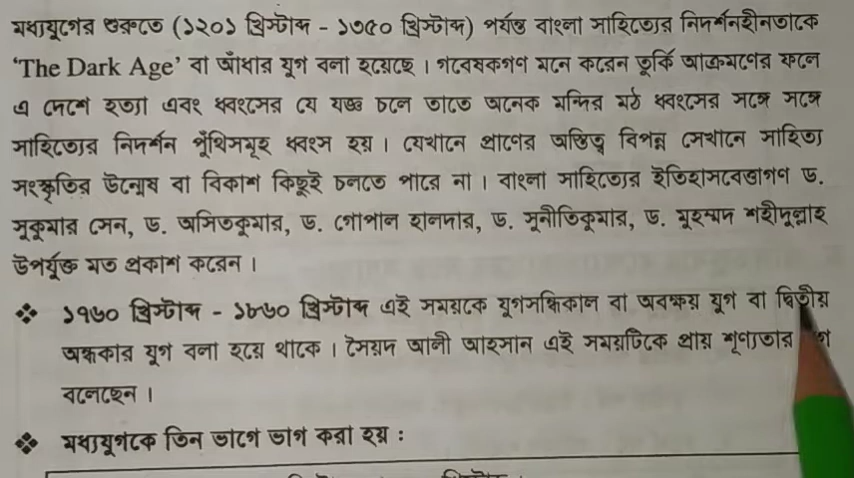 মধ্যযুগের শুরুতে (১২০১ খ্রিস্টাব্দ - ১৩৫০ খ্রিস্টাব্দ) পর্যন্ত বাংলা সাহিত্যের নিদর্শনহীনতাকে
‘The Dark Age’ বা আঁধার যুগ বলা হয়েছে। গবেষকগণ মনে করেন তুর্কি আক্রমণের ফলে
এ দেশে হত্যা এবং ধ্বংসের যে যজ্ঞ চলে তাতে অনেক মন্দির মঠ ধ্বংসের সঙ্গে সঙ্গে
সাহিত্যের নিদর্শন পুঁথিসমূহ ধ্বংস হয়। যেখানে প্রাণের অস্তিত্ব বিপন্ন সেখানে সাহিত্য
সংস্কৃতির উন্মেষ বা বিকাশ কিছুই চলতে পারে না। বাংলা সাহিত্যের ইতিহাসবেত্তাগণ ড.
সুকুমার সেন, ড. অসিতকুমার, ড. গোপাল হালদার, ড. সুনীতিকুমার, ড. মুহম্মদ শহীদুল্লাহ
উপর্যুক্ত মত প্রকাশ করেন।
❖ ১৭৬০ খ্রিস্টাব্দ - ১৮৬০ খ্রিস্টাব্দ এই সময়কে যুগসন্ধিকাল বা অবক্ষয় যুগ বা দ্বিতীয়
অন্ধকার যুগ বলা হয়ে থাকে। সৈয়দ আলী আহসান এই সময়টিকে প্রায় শূণ্যতার
বলেছেন।
❖ মধ্যযুগকে তিন ভাগে ভাগ করা হয় :